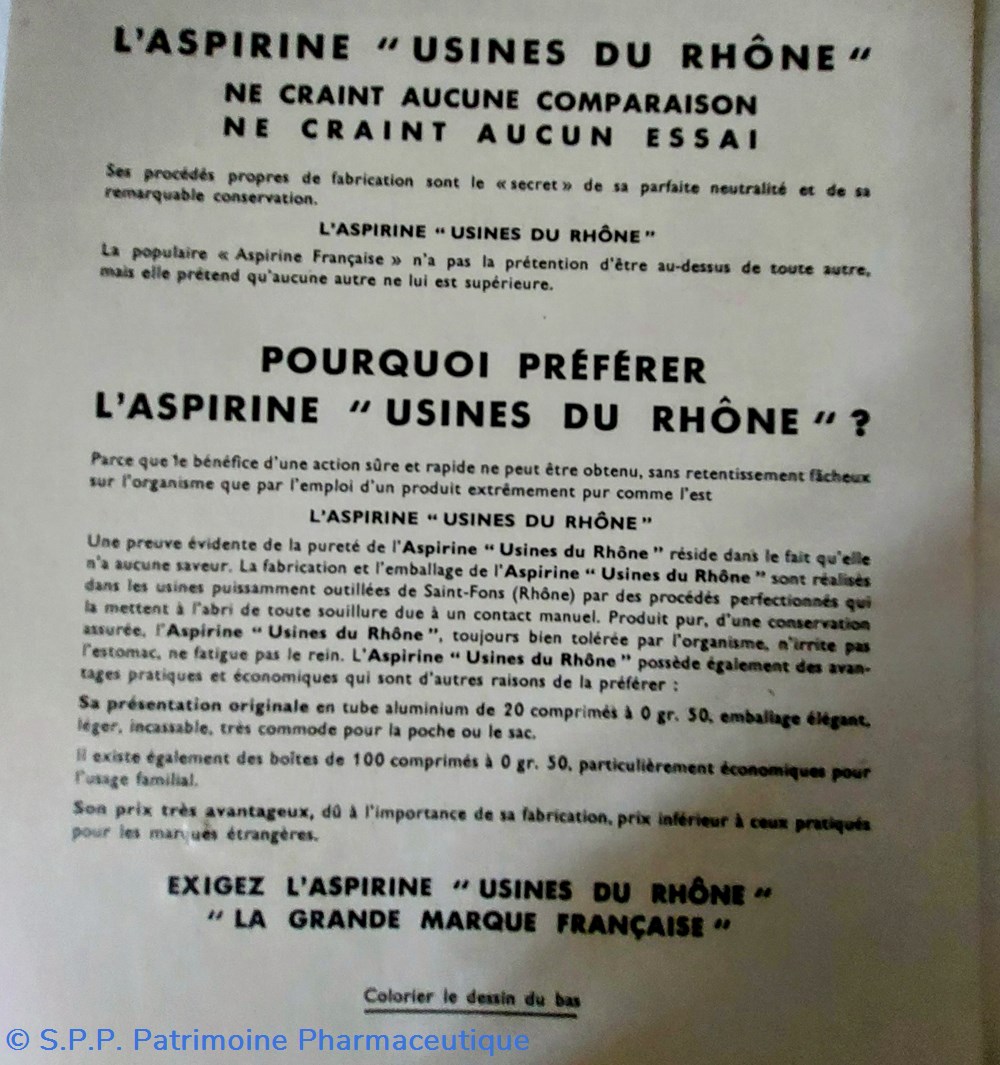 L'ASPIRINE “ USINES DU RHÔNE “
NE CRAINT AUCUNE COMPARAISON
NE CRAINT AUCUN ESSAI
Ses procédés propres de fabrication sont le « secret » de sa parfaite neutralité et de sa
remarquable conservation.
L'ASPIRINE “ USINES DU RHÔNE ”
La populaire « Aspirine Française » n'a pas la prétention d'être au-dessus de toute autre,
mais elle prétend qu'aucune autre ne lui est supérieure.
POURQUOI PRÉFÉRER
L'ASPIRINE “ USINES DU RHÔNE “ ?
Parce que le bénéfice d'une action sûre et rapide ne peut être obtenu, sans retentissement fâcheux
sur l'organisme que par l'emploi d'un produit extrêmement pur comme l'est
L'ASPIRINE “ USINES DU RHÔNE ”
Une preuve évidente de la pureté de l'Aspirine “ Usines du Rhône ” réside dans le fait qu'elle
n'a aucune saveur. La fabrication et l'emballage de l'Aspirine “ Usines du Rhône ” sont réalisés
dans les usines puissamment outillées de Saint-Fons (Rhône) par des procédés perfectionnés qui
la mettent à l'abri de toute souillure due à un contact manuel. Produit pur, d'une conservation
assurée, l'Aspirine “ Usines du Rhône ”, toujours bien tolérée par l'organisme, n'irrite pas
l'estomac, ne fatigue pas le rein. L'Aspirine “ Usines du Rhône ” possède également des avan-
tages pratiques et économiques qui sont d'autres raisons de la préférer :
Sa présentation originale en tube aluminium de 20 comprimés à 0 gr. 50, emballage élégant,
léger, incassable, très commode pour la poche ou le sac.
Il existe également des boîtes de 100 comprimés à 0 gr. 50, particulièrement économiques pour
l'usage familial.
Son prix très avantageux, dû à l'importance de sa fabrication, prix inférieur à ceux pratiqués
pour les marques étrangères.
EXIGEZ L'ASPIRINE “ USINES DU RHÔNE “
“ LA GRANDE MARQUE FRANÇAISE “
Colorier le dessin du bas
© S.P.P. Patrimoine Pharmaceutique